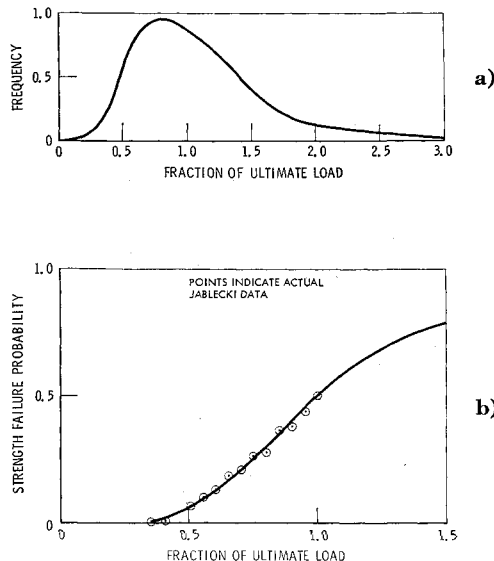 1.0
0.5
0
FREQUENCY
0 0.5 1.0 1.5 2.0 2.5 3.0
FRACTION OF ULTIMATE LOAD
a)
1.0
0.5
0
STRENGTH FAILURE PROBABILITY
POINTS INDICATE ACTUAL
JABLECKI DATA
0 0.5 1.0 1.5
FRACTION OF ULTIMATE LOAD
b)